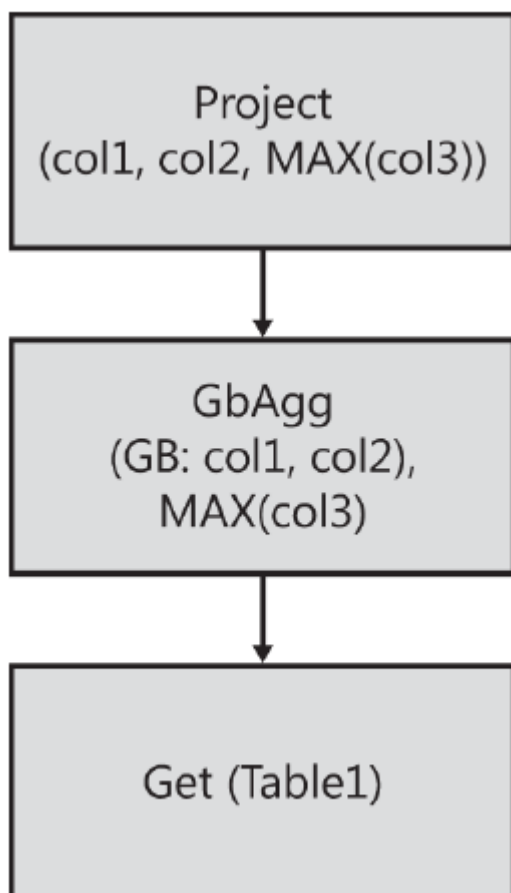 Project
(col1, col2, MAX(col3))
GbAgg
(GB: col1, col2),
MAX(col3)
Get (Table1)